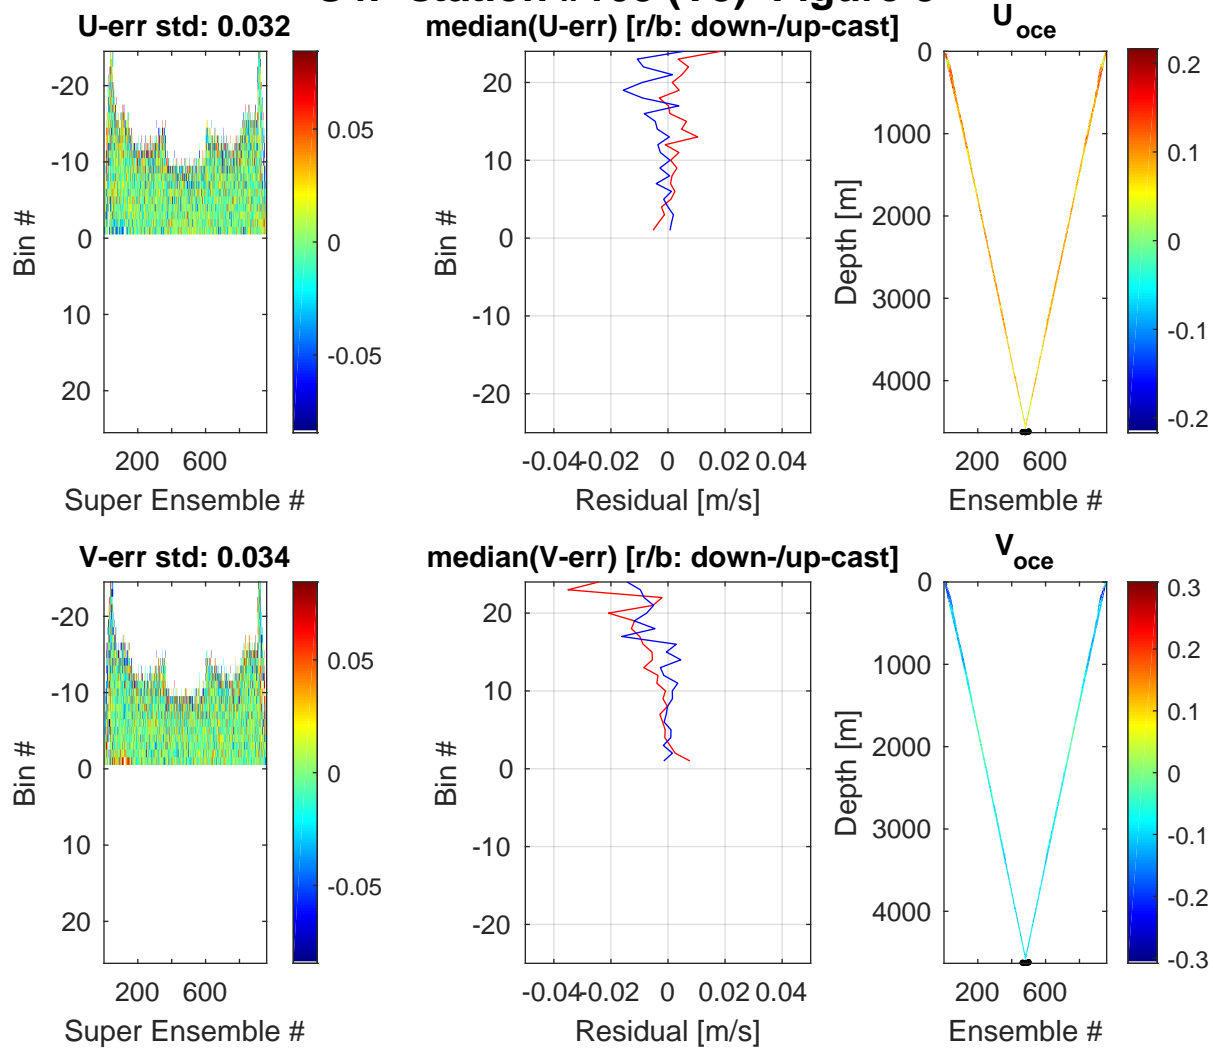 U-err std: 0.032
-20
-10
0
10
20
Bin #
200 600
Super Ensemble #
0.05
0
-0.05
median(U-err) [r/b: down-/up-cast]
20
10
0
-10
-20
Bin #
-0.04 -0.02 0 0.02 0.04
Residual [m/s]
Uoce
0
1000
2000
3000
4000
Depth [m]
200 600
Ensemble #
0.2
0.1
0
-0.1
-0.2
V-err std: 0.034
-20
-10
0
10
20
Bin #
200 600
Super Ensemble #
0.05
0
-0.05
median(V-err) [r/b: down-/up-cast]
20
10
0
-10
-20
Bin #
-0.04 -0.02 0 0.02 0.04
Residual [m/s]
Voce
0
1000
2000
3000
4000
Depth [m]
200 600
Ensemble #
0.3
0.2
0.1
0
-0.1
-0.2
-0.3